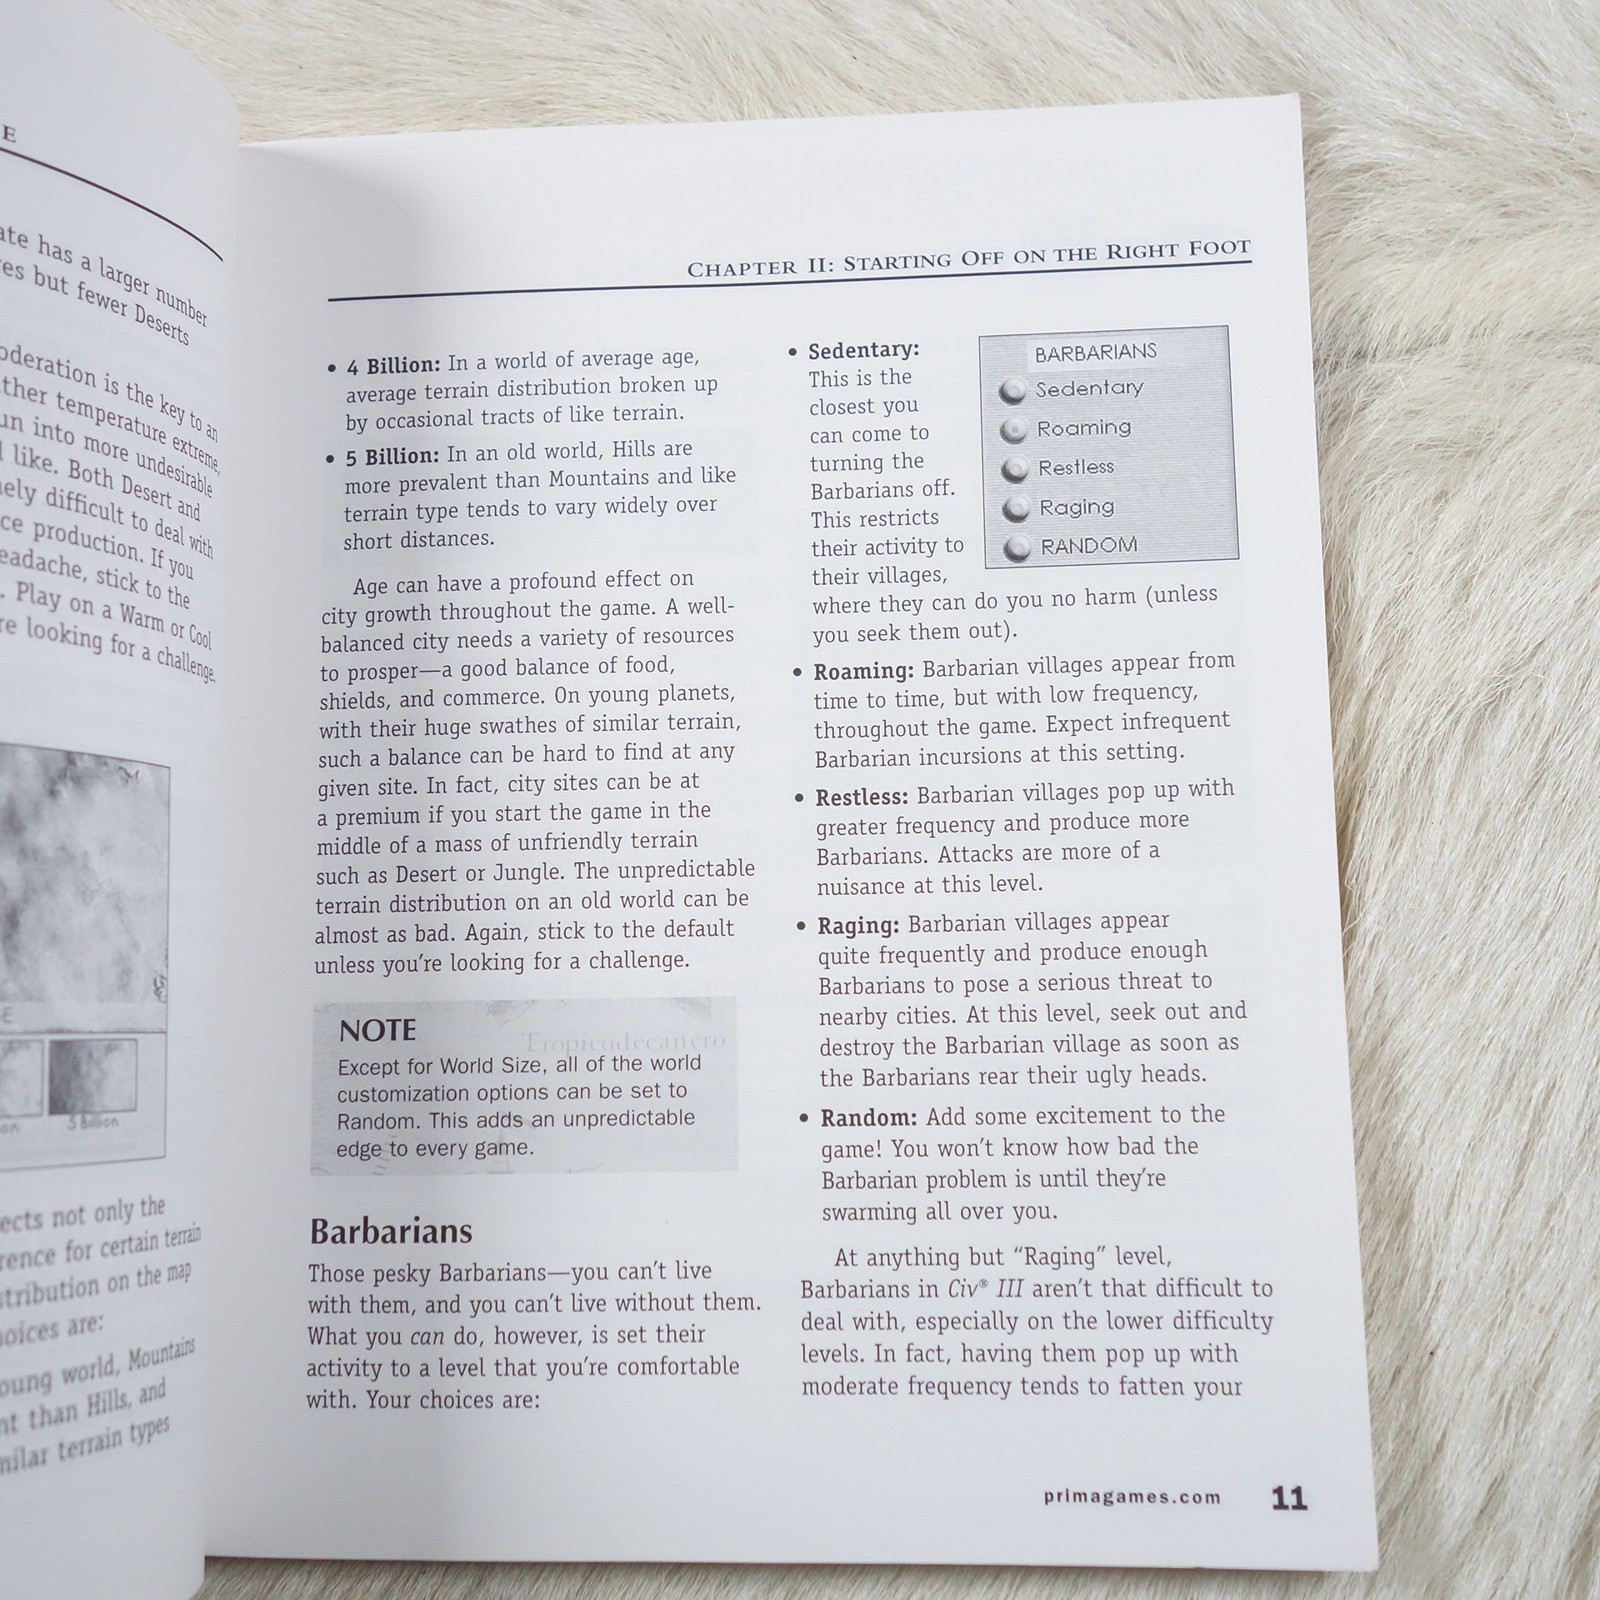 E
ate has a larger number
es but fewer Deserts
oderation is the key to an
ther temperature extreme,
un into more undesirable
like. Both Desert and
ely difficult to deal with
ce production. If you
eadache, stick to the
. Play on a Warm or Cool
re looking for a challenge.
E
on 5 Billion
ects not only the
rence for certain terrain
stribution on the map
oices are:
oung world, Mountains
nt than Hills, and
milar terrain types
CHAPTER II: STARTING OFF ON THE RIGHT FOOT
• 4 Billion: In a world of average age,
average terrain distribution broken up
by occasional tracts of like terrain.
• 5 Billion: In an old world, Hills are
more prevalent than Mountains and like
terrain type tends to vary widely over
short distances.
Age can have a profound effect on
city growth throughout the game. A well-
balanced city needs a variety of resources
to prosper—a good balance of food,
shields, and commerce. On young planets,
with their huge swathes of similar terrain,
such a balance can be hard to find at any
given site. In fact, city sites can be at
a premium if you start the game in the
middle of a mass of unfriendly terrain
such as Desert or Jungle. The unpredictable
terrain distribution on an old world can be
almost as bad. Again, stick to the default
unless you're looking for a challenge.
NOTE
Tropicodecancro
Except for World Size, all of the world
customization options can be set to
Random. This adds an unpredictable
edge to every game.
Barbarians
Those pesky Barbarians—you can't live
with them, and you can't live without them.
What you can do, however, is set their
activity to a level that you're comfortable
with. Your choices are:
• Sedentary:
This is the
closest you
can come to
turning the
Barbarians off.
This restricts
their activity to
their villages,
where they can do you no harm (unless
you seek them out).
BARBARIANS
Sedentary
Roaming
Restless
Raging
RANDOM
• Roaming: Barbarian villages appear from
time to time, but with low frequency,
throughout the game. Expect infrequent
Barbarian incursions at this setting.
• Restless: Barbarian villages pop up with
greater frequency and produce more
Barbarians. Attacks are more of a
nuisance at this level.
• Raging: Barbarian villages appear
quite frequently and produce enough
Barbarians to pose a serious threat to
nearby cities. At this level, seek out and
destroy the Barbarian village as soon as
the Barbarians rear their ugly heads.
• Random: Add some excitement to the
game! You won't know how bad the
Barbarian problem is until they're
swarming all over you.
At anything but “Raging” level,
Barbarians in Civ® III aren't that difficult to
deal with, especially on the lower difficulty
levels. In fact, having them pop up with
moderate frequency tends to fatten your
primagames.com 11